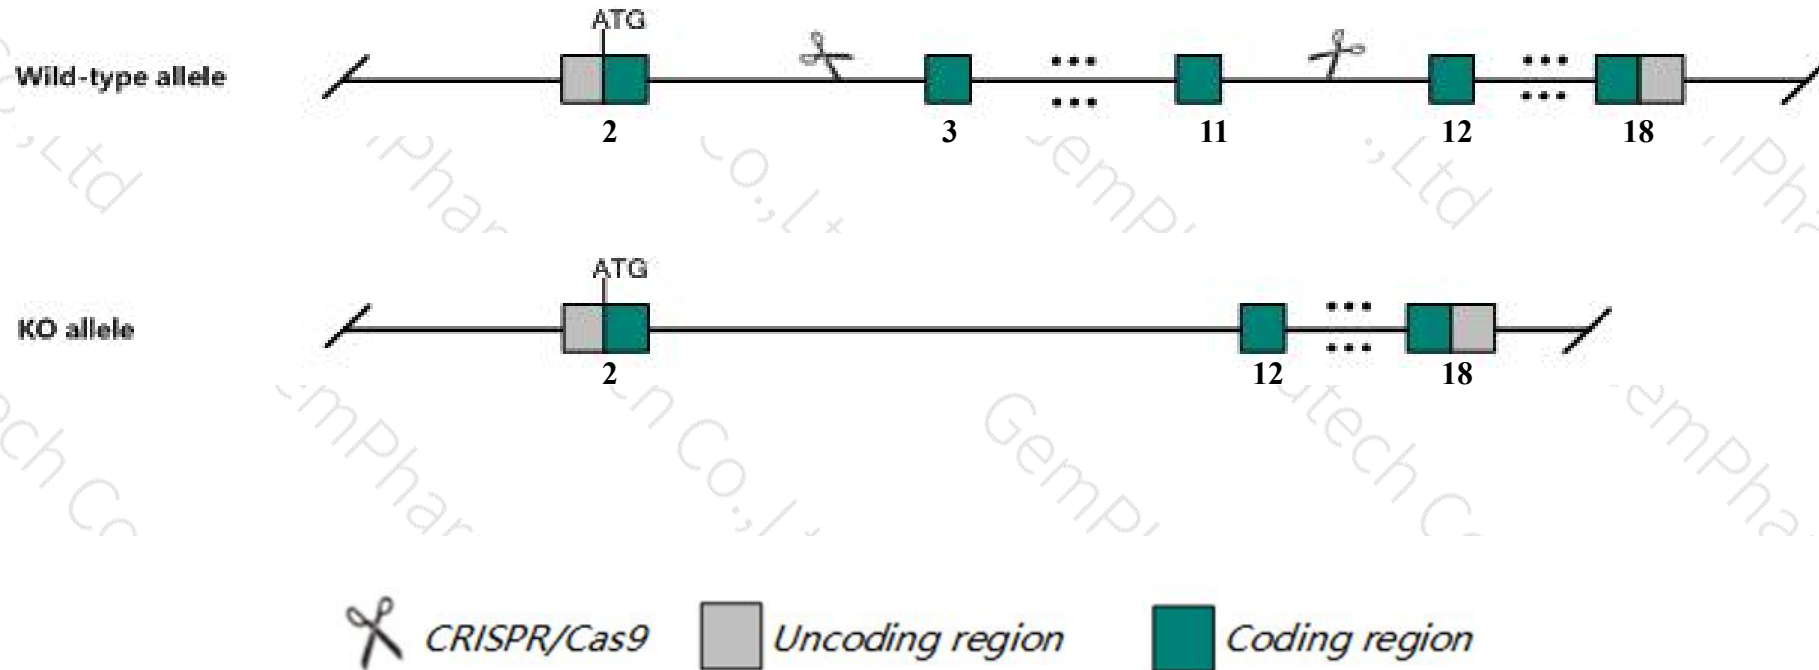 ATG
Wild-type allele
2 3 11 12 18
ATG
KO allele
2 12 18
CRISPR/Cas9 Uncoding region Coding region